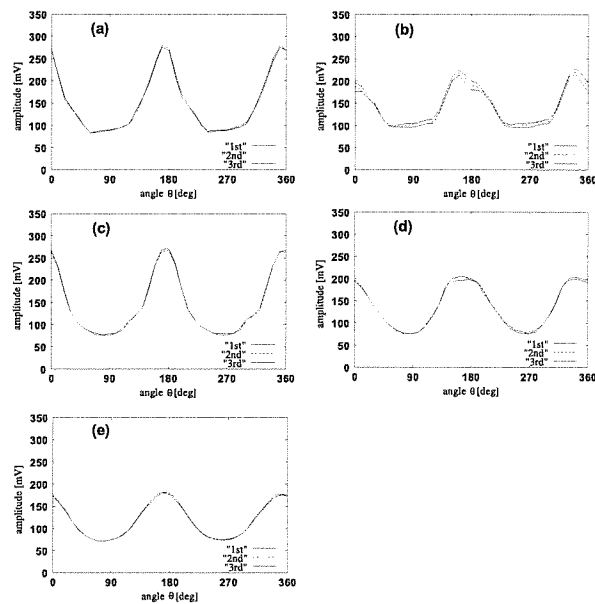 (a)
amplitude [mV]
350
300
250
200
150
100
50
0
"1st"
"2nd"
"3rd"
0 90 180 270 360
angle θ [deg]
(b)
amplitude [mV]
350
300
250
200
150
100
50
0
"1st"
"2nd"
"3rd"
0 90 180 270 360
angle θ [deg]
(c)
amplitude [mV]
350
300
250
200
150
100
50
0
"1st"
"2nd"
"3rd"
0 90 180 270 360
angle θ [deg]
(d)
amplitude [mV]
350
300
250
200
150
100
50
0
"1st"
"2nd"
"3rd"
0 90 180 270 360
angle θ [deg]
(e)
amplitude [mV]
350
300
250
200
150
100
50
0
"1st"
"2nd"
"3rd"
0 90 180 270 360
angle θ [deg]